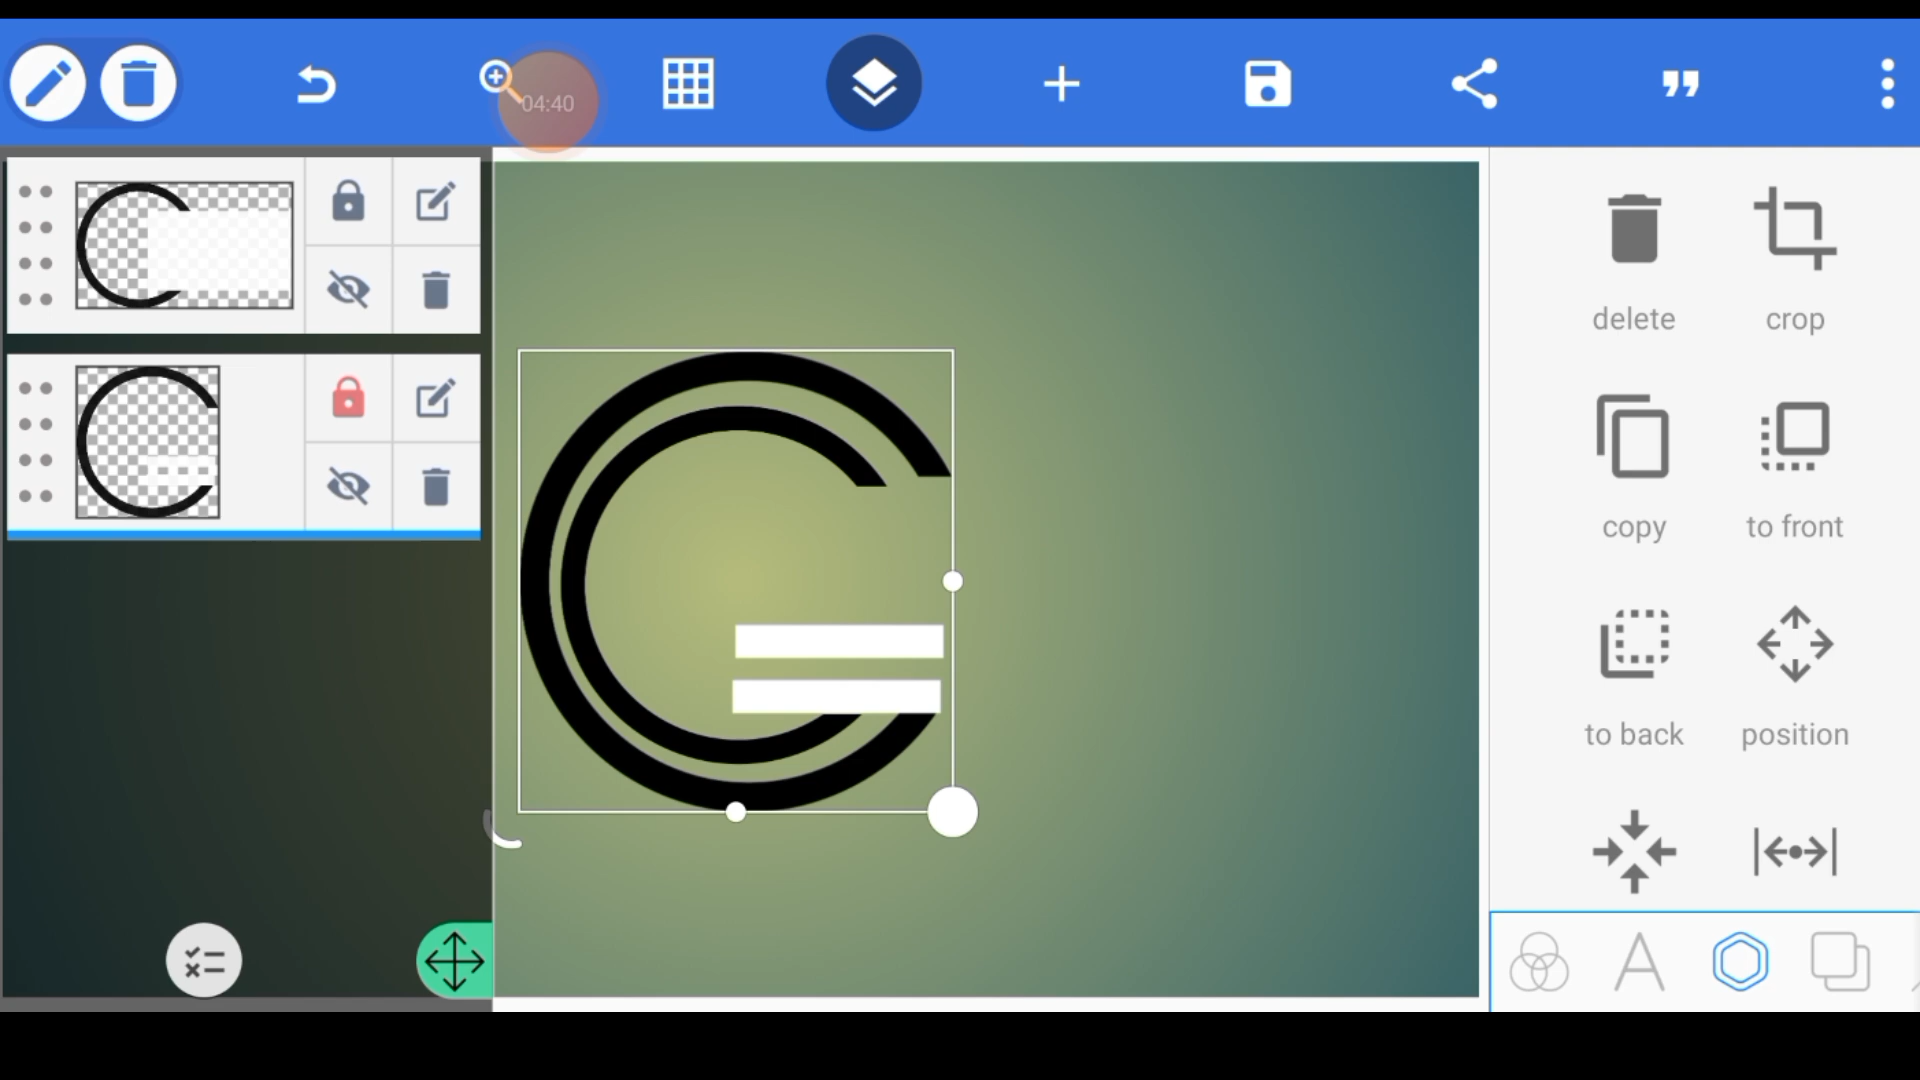 04:40
delete
crop
copy
to front
to back
position